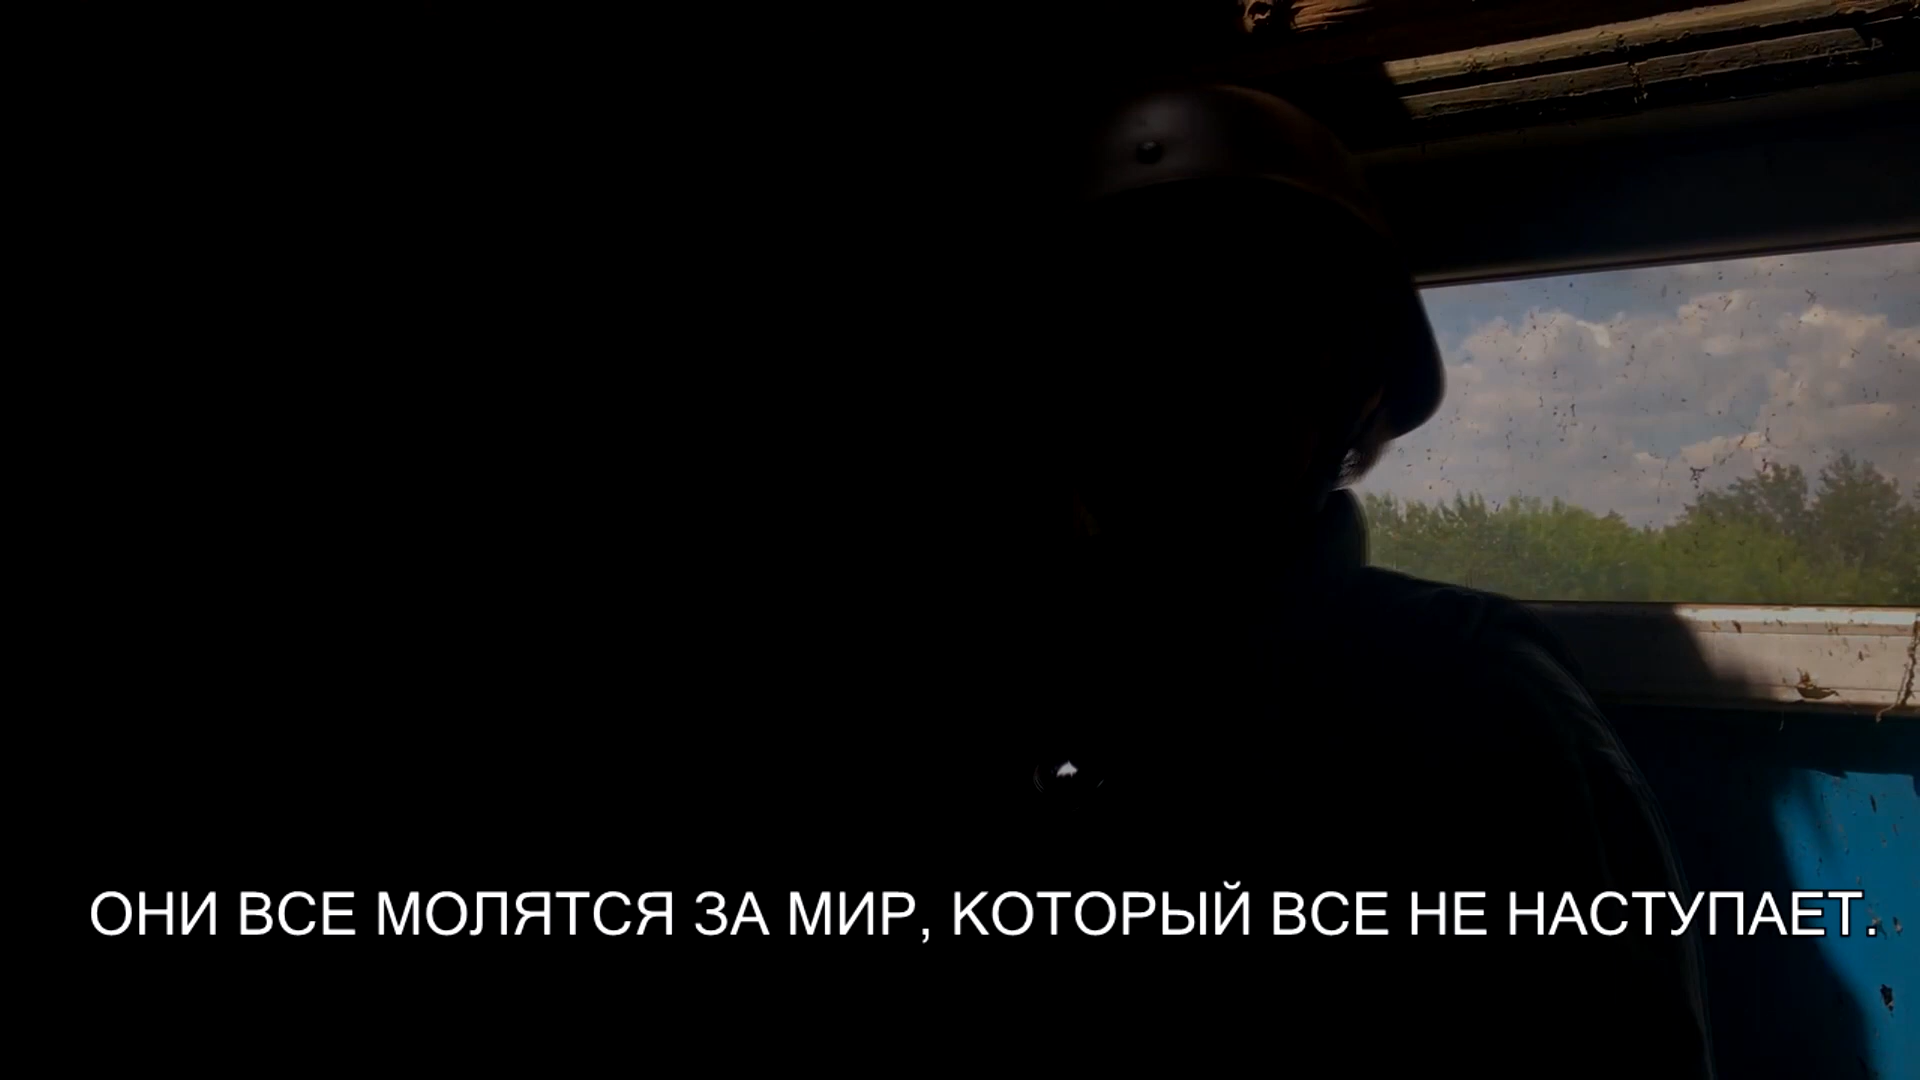 ОНИ ВСЕ МОЛЯТСЯ ЗА МИР, КОТОРЫЙ ВСЕ НЕ НАСТУПАЕТ.